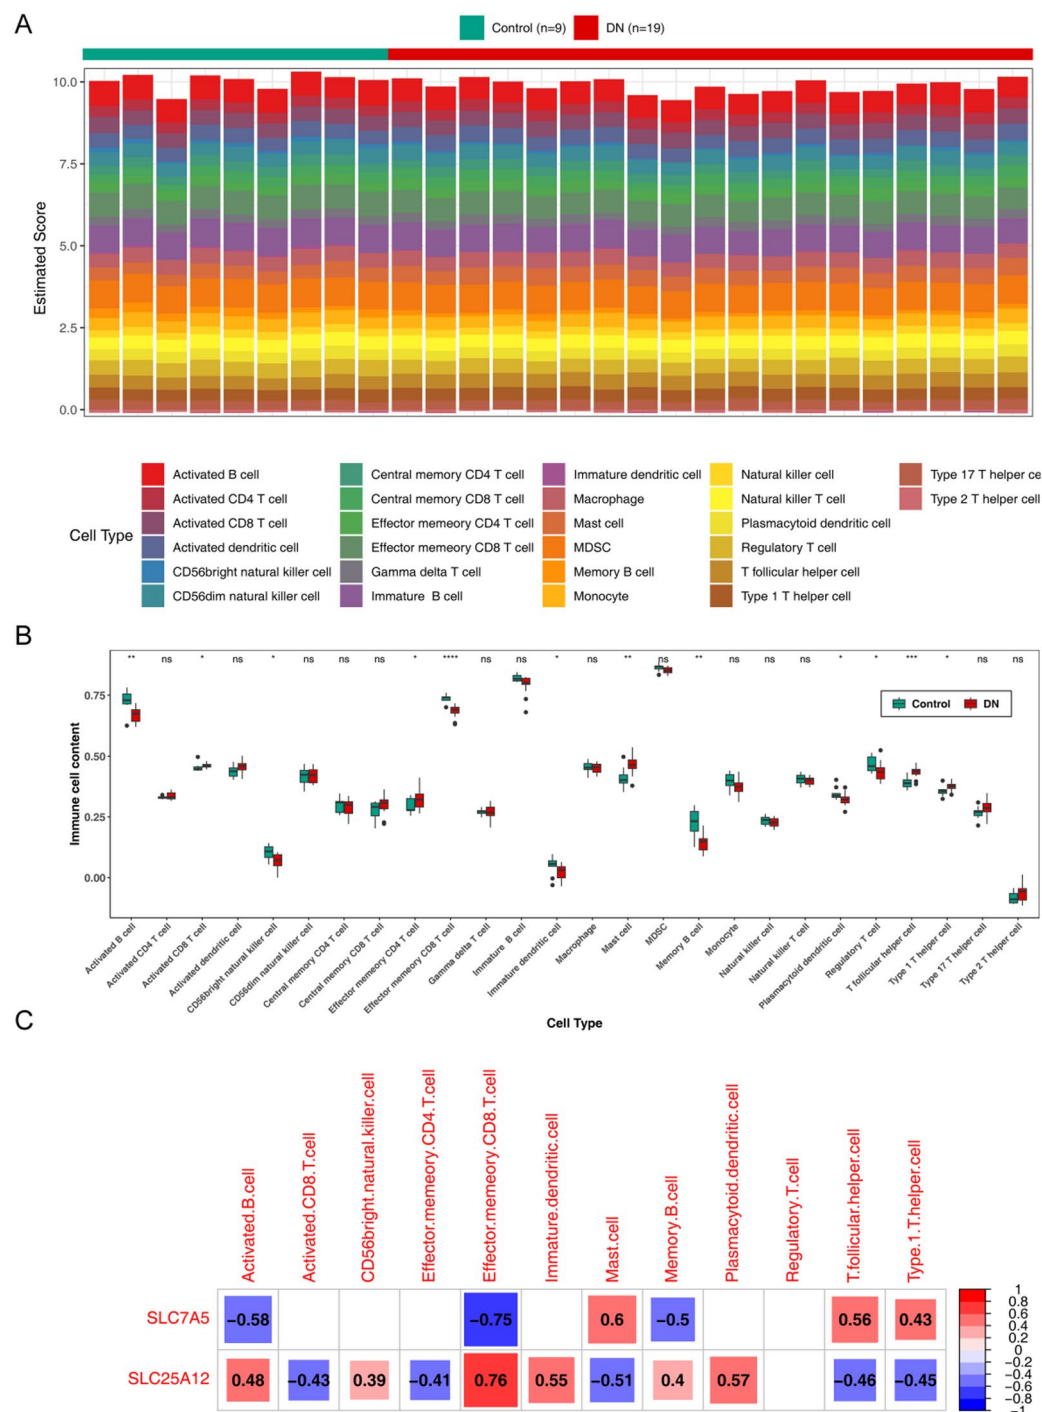 A
Control (n=9) DN (n=19)
10.0
7.5
5.0
2.5
0.0
Estimated Score
Cell Type
Activated B cell
Activated CD4 T cell
Activated CD8 T cell
Activated dendritic cell
CD56bright natural killer cell
CD56dim natural killer cell
Central memory CD4 T cell
Central memory CD8 T cell
Effector memeory CD4 T cell
Effector memeory CD8 T cell
Gamma delta T cell
Immature  B cell
Immature dendritic cell
Macrophage
Mast cell
MDSC
Memory B cell
Monocyte
Natural killer cell
Natural killer T cell
Plasmacytoid dendritic cell
Regulatory T cell
T follicular helper cell
Type 1 T helper cell
Type 17 T helper ce
Type 2 T helper cell
B
** ns * ns * ns ns ns * **** ns ns * ns ** ns ** ns ns ns * * *** * ns ns
Control DN
0.75
0.50
0.25
0.00
Immune cell content
Activated B cell
Activated CD4 T cell
Activated CD8 T cell
Activated dendritic cell
CD56bright natural killer cell
CD56dim natural killer cell
Central memory CD4 T cell
Central memory CD8 T cell
Effector memeory CD4 T cell
Effector memeory CD8 T cell
Gamma delta T cell
Immature  B cell
Immature dendritic cell
Macrophage
Mast cell
MDSC
Memory B cell
Monocyte
Natural killer cell
Natural killer T cell
Plasmacytoid dendritic cell
Regulatory T cell
T follicular helper cell
Type 1 T helper cell
Type 17 T helper cell
Type 2 T helper cell
Cell Type
C
Activated.B.cell
Activated.CD8.T.cell
CD56bright.natural.killer.cell
Effector.memeory.CD4.T.cell
Effector.memeory.CD8.T.cell
Immature.dendritic.cell
Mast.cell
Memory.B.cell
Plasmacytoid.dendritic.cell
Regulatory.T.cell
T.follicular.helper.cell
Type.1.T.helper.cell
SLC7A5 −0.58 −0.75 0.6 −0.5 0.56 0.43
SLC25A12 0.48 −0.43 0.39 −0.41 0.76 0.55 −0.51 0.4 0.57 −0.46 −0.45
1
0.8
0.6
0.4
0.2
0
−0.2
−0.4
−0.6
−0.8
−1